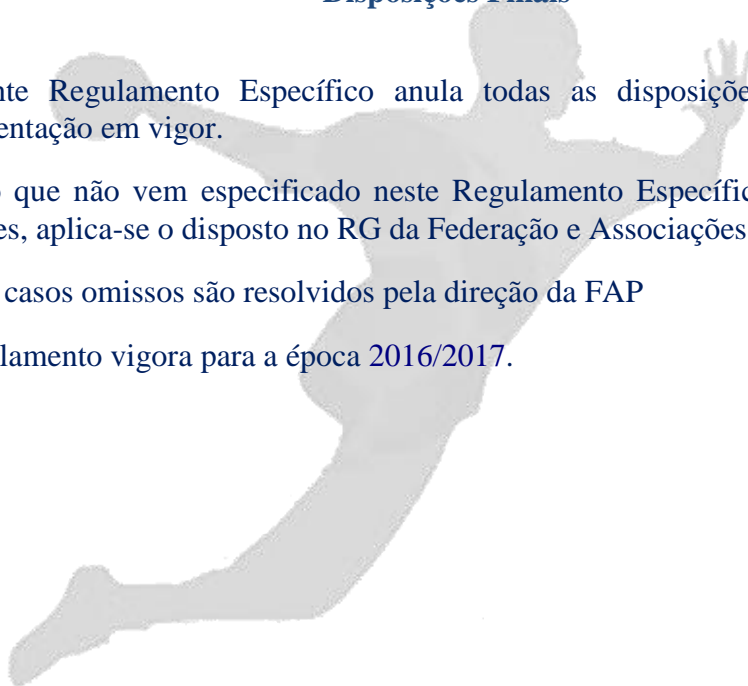 Disposições Finais
nte Regulamento Específico anula todas as disposiçõe
entação em vigor.
o que não vem especificado neste Regulamento Específic
es, aplica-se o disposto no RG da Federação e Associações
casos omissos são resolvidos pela direção da FAP
lamento vigora para a época 2016/2017.